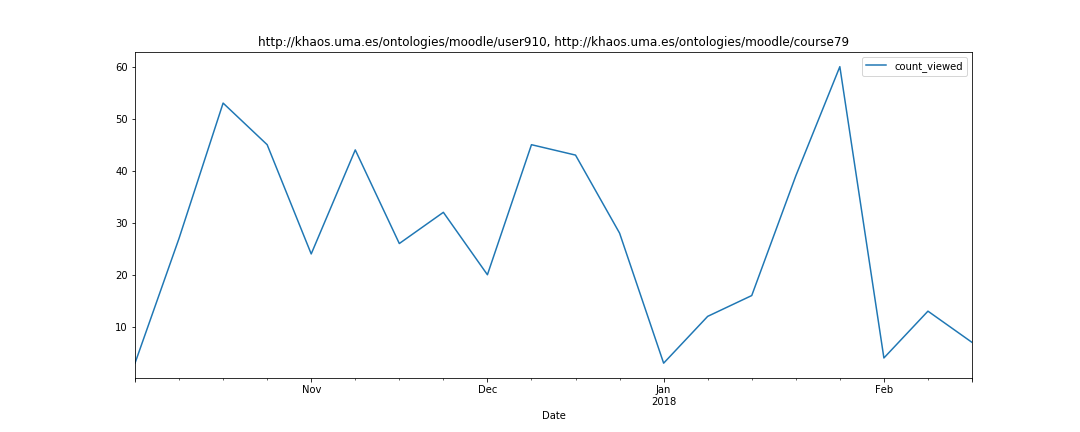 http://khaos.uma.es/ontologies/moodle/user910, http://khaos.uma.es/ontologies/moodle/course79
count_viewed
60
50
40
30
20
10
Nov
Dec
Jan
2018
Feb
Date